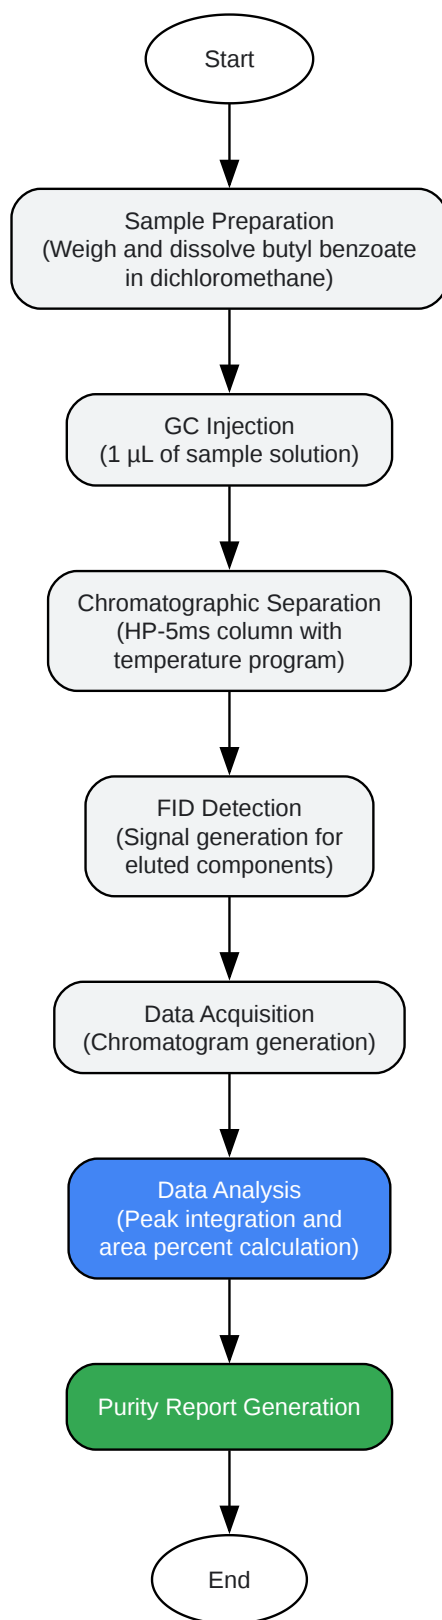 Start
Sample Preparation
(Weigh and dissolve butyl benzoate
in dichloromethane)
GC Injection
(1 µL of sample solution)
Chromatographic Separation
(HP-5ms column with
temperature program)
FID Detection
(Signal generation for
eluted components)
Data Acquisition
(Chromatogram generation)
Data Analysis
(Peak integration and
area percent calculation)
Purity Report Generation
End